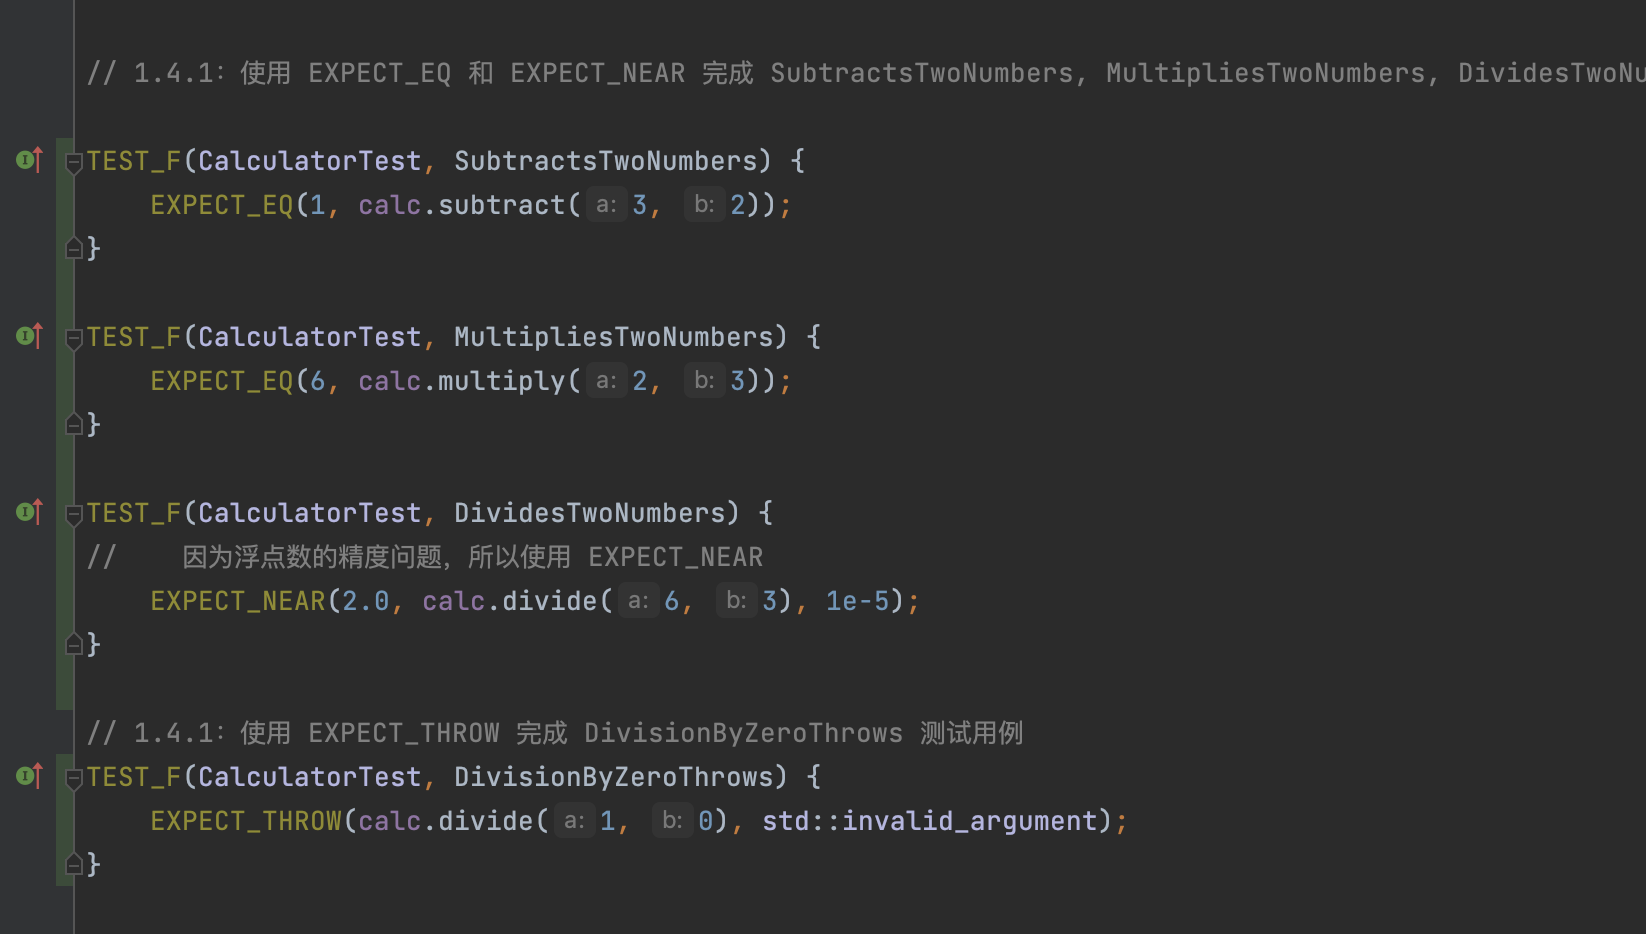 // 1.4.1: 使用 EXPECT_EQ 和 EXPECT_NEAR 完成 SubtractsTwoNumbers, MultipliesTwoNumbers,
TEST_F(CalculatorTest, SubtractsTwoNumbers) {
EXPECT_EQ(1, calc.subtract( a: 3, b: 2));
}
TEST_F(CalculatorTest, MultipliesTwoNumbers) {
EXPECT_EQ(6, calc.multiply( a: 2, b: 3));
}
TEST_F(CalculatorTest, DividesTwoNumbers) {
// 因为浮点数的精度问题, 所以使用 EXPECT_NEAR
EXPECT_NEAR(2.0, calc.divide( a: 6, b: 3), 1e-5);
}
// 1.4.1: 使用 EXPECT_THROW 完成 DivisionByZeroThrows 测试用例
TEST_F(CalculatorTest, DivisionByZeroThrows) {
EXPECT_THROW(calc.divide( a: 1, b: 0), std::invalid_argument);
}